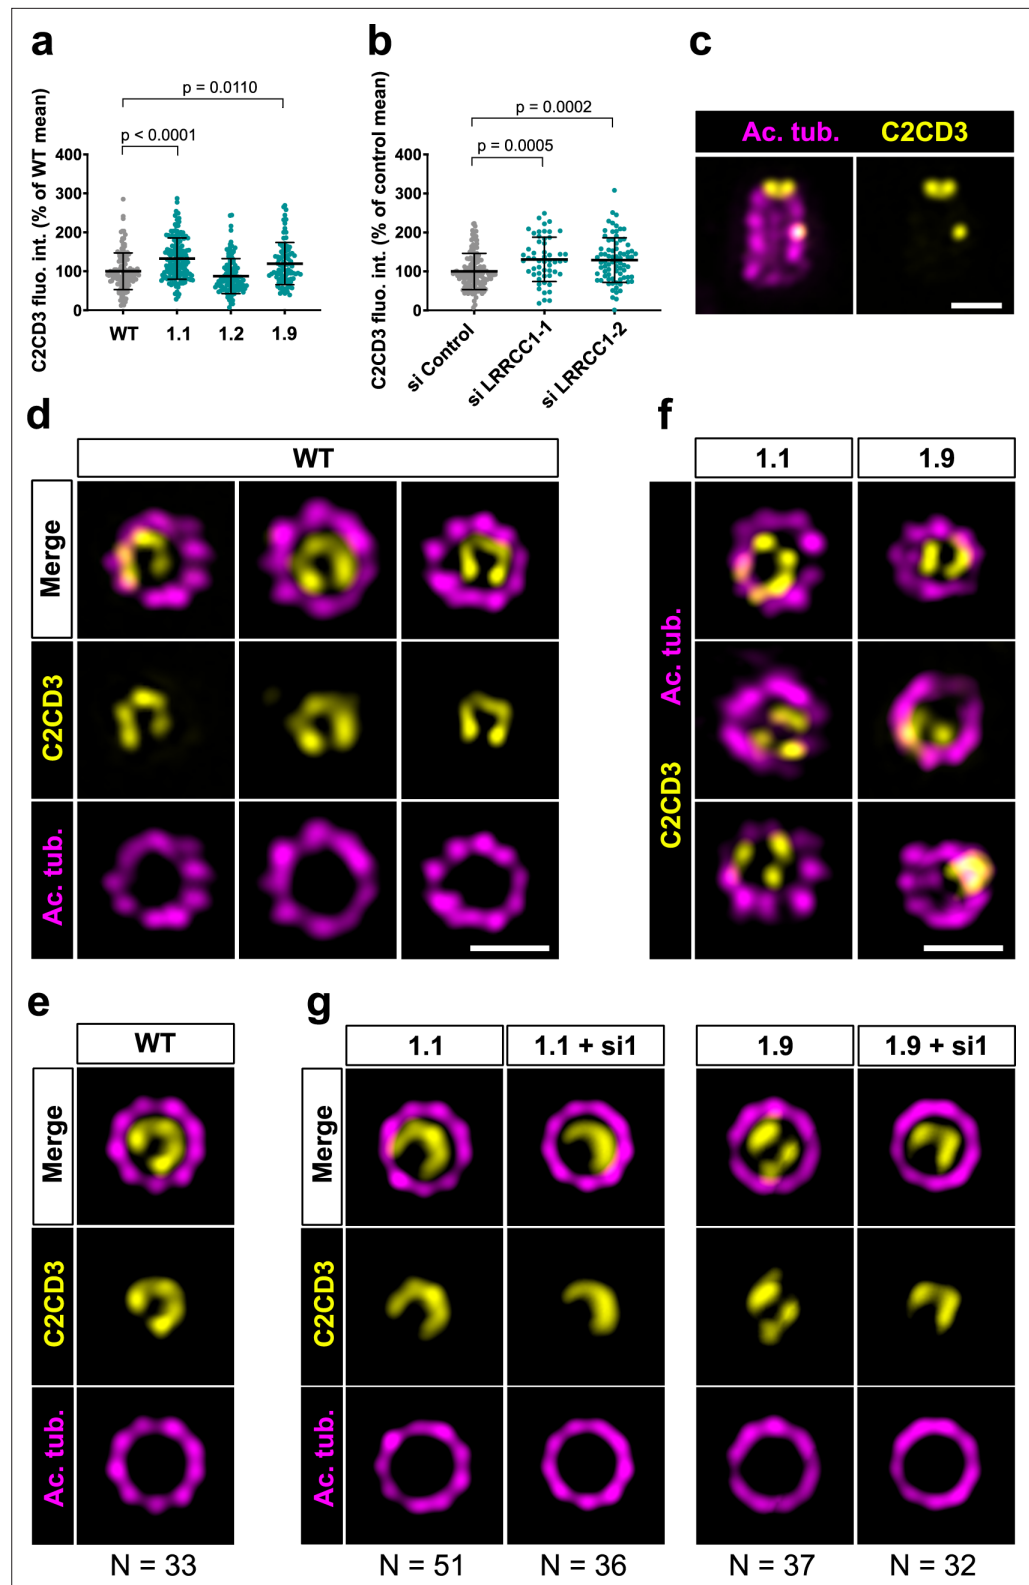 a
p = 0.0110
p < 0.0001
C2CD3 fluo. int. (% of WT mean)
400
300
200
100
0
WT 1.1 1.2 1.9
b
p = 0.0002
p = 0.0005
C2CD3 fluo. int. (% of control mean)
400
300
200
100
0
si Control
si LRRCC1-1
si LRRCC1-2
c
Ac. tub. C2CD3
d
WT
Merge
C2CD3
Ac. tub.
f
1.1 1.9
Ac. tub.
C2CD3
e
WT
Merge
C2CD3
Ac. tub.
N = 33
g
1.1 1.1 + si1 1.9 1.9 + si1
Merge
C2CD3
Ac. tub.
N = 51 N = 36 N = 37 N = 32